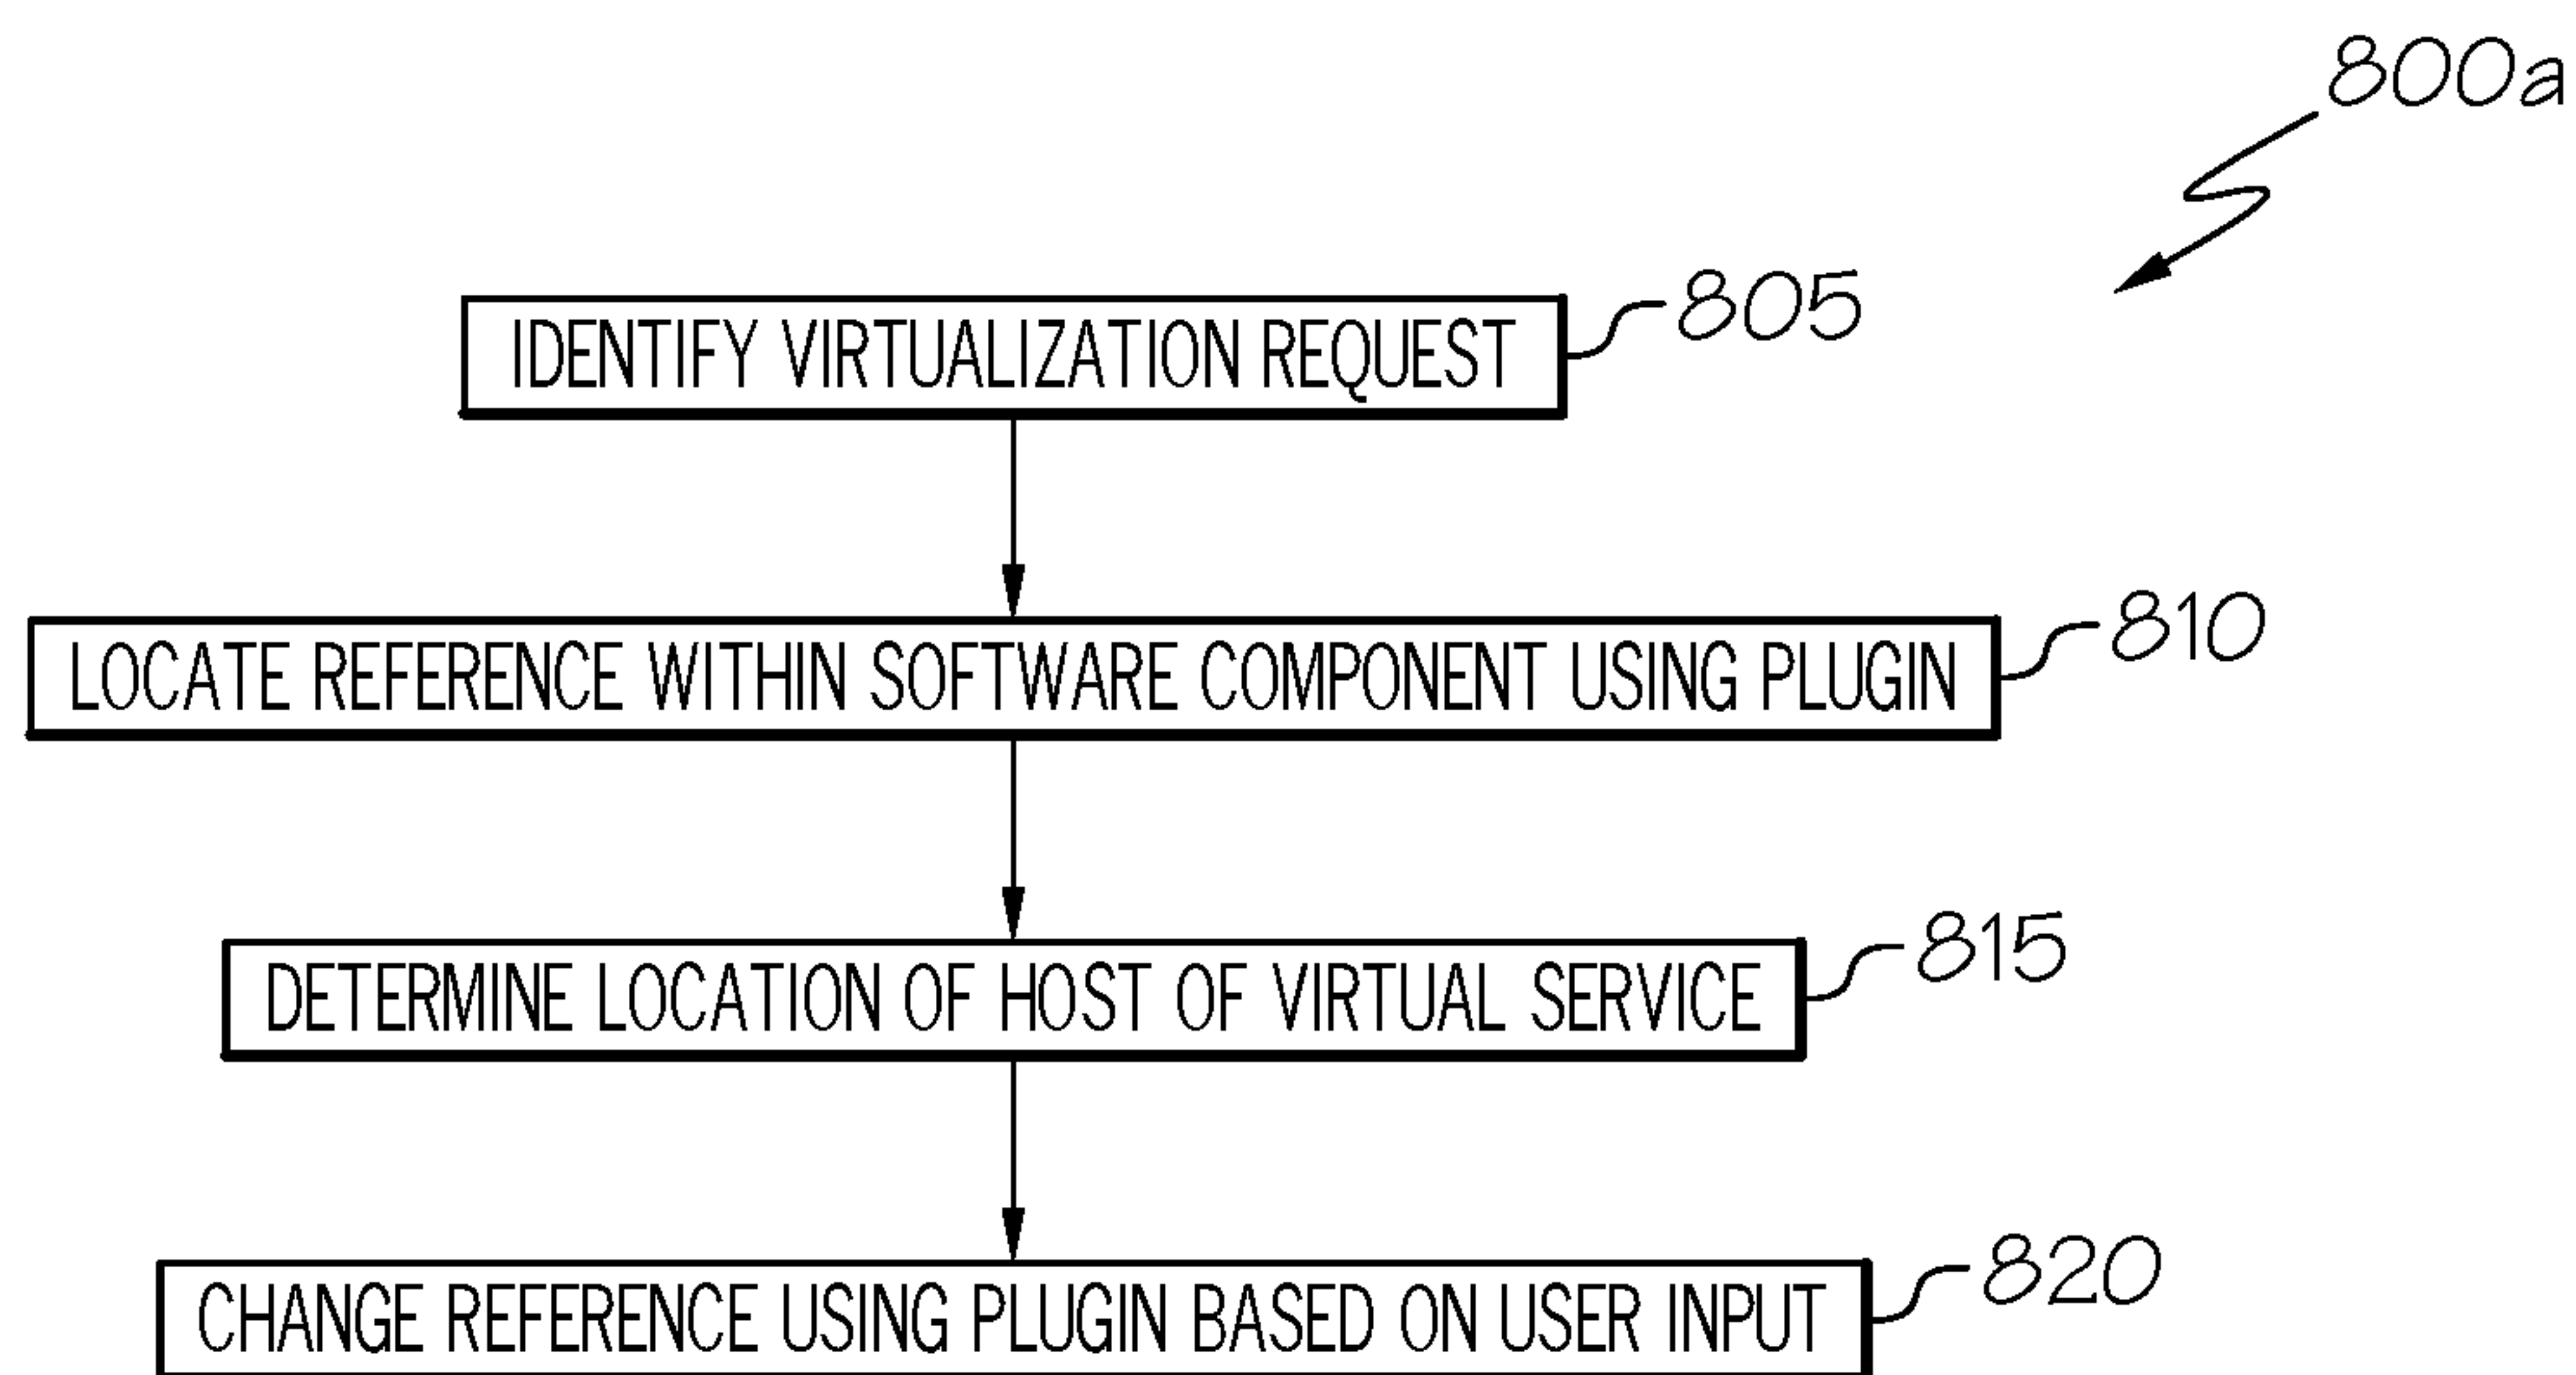 800a
IDENTIFY VIRTUALIZATION REQUEST
805
LOCATE REFERENCE WITHIN SOFTWARE COMPONENT USING PLUGIN
810
DETERMINE LOCATION OF HOST OF VIRTUAL SERVICE
815
CHANGE REFERENCE USING PLUGIN BASED ON USER INPUT
820